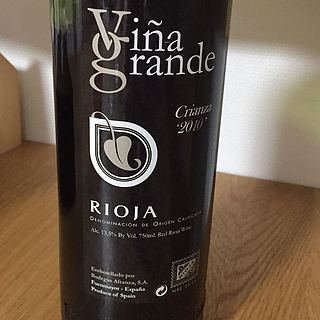 Viña
grande
Crianza
'2010'
RIOJA
DENOMINACIÓN DE ORIGEN CALIFICADA
Alc. 13,5% By Vol. 750ml. Red Rioja Wine
Embotellado por
Bodegas Altanza, S.A.
Fuenmayor - España
Produce of Spain